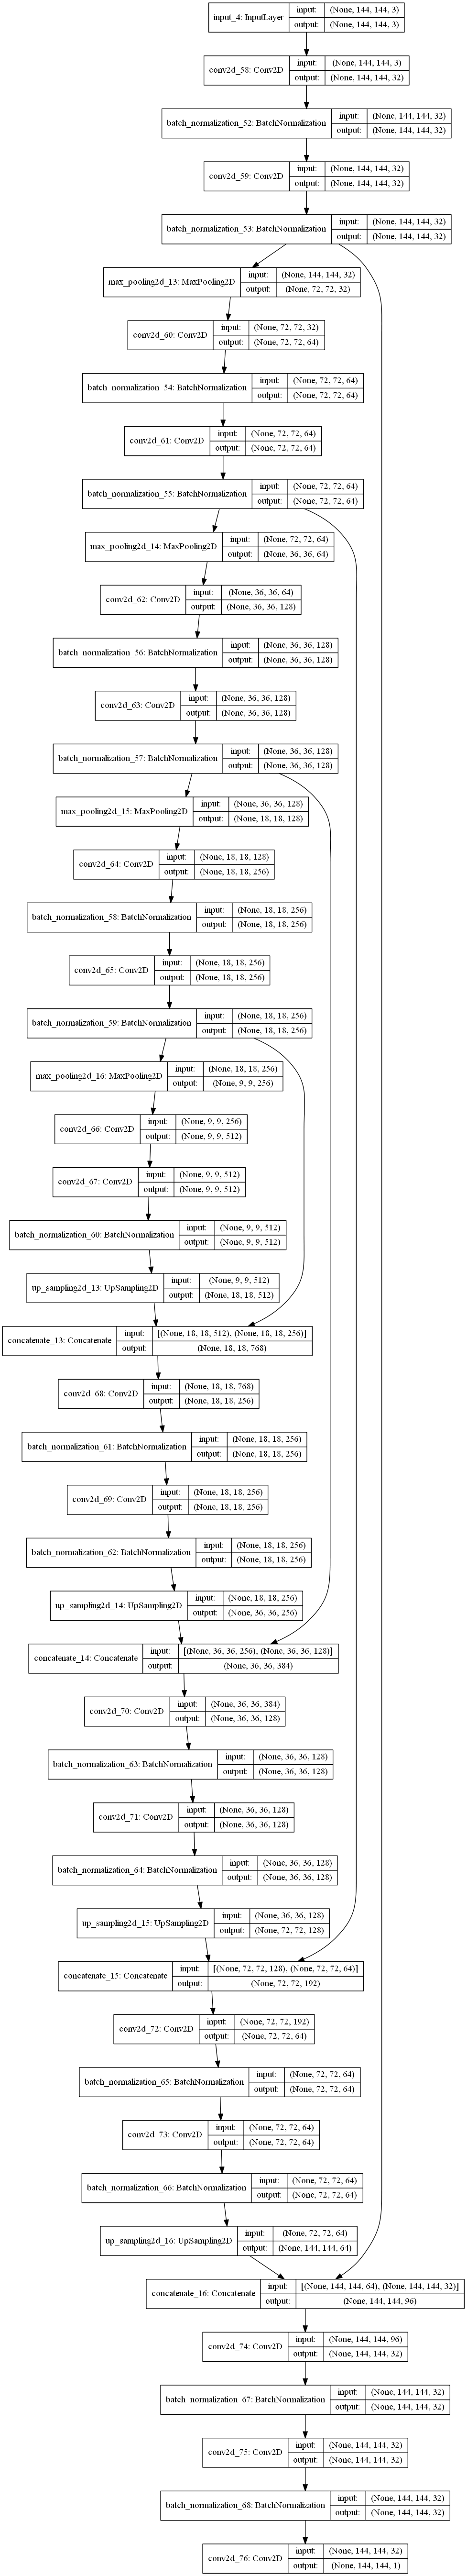 input_4: InputLayer
input: (None, 144, 144, 3)
output: (None, 144, 144, 3)
conv2d_58: Conv2D
input: (None, 144, 144, 3)
output: (None, 144, 144, 32)
batch_normalization_52: BatchNormalization
input: (None, 144, 144, 32)
output: (None, 144, 144, 32)
conv2d_59: Conv2D
input: (None, 144, 144, 32)
output: (None, 144, 144, 32)
batch_normalization_53: BatchNormalization
input: (None, 144, 144, 32)
output: (None, 144, 144, 32)
max_pooling2d_13: MaxPooling2D
input: (None, 144, 144, 32)
output: (None, 72, 72, 32)
conv2d_60: Conv2D
input: (None, 72, 72, 32)
output: (None, 72, 72, 64)
batch_normalization_54: BatchNormalization
input: (None, 72, 72, 64)
output: (None, 72, 72, 64)
conv2d_61: Conv2D
input: (None, 72, 72, 64)
output: (None, 72, 72, 64)
batch_normalization_55: BatchNormalization
input: (None, 72, 72, 64)
output: (None, 72, 72, 64)
max_pooling2d_14: MaxPooling2D
input: (None, 72, 72, 64)
output: (None, 36, 36, 64)
conv2d_62: Conv2D
input: (None, 36, 36, 64)
output: (None, 36, 36, 128)
batch_normalization_56: BatchNormalization
input: (None, 36, 36, 128)
output: (None, 36, 36, 128)
conv2d_63: Conv2D
input: (None, 36, 36, 128)
output: (None, 36, 36, 128)
batch_normalization_57: BatchNormalization
input: (None, 36, 36, 128)
output: (None, 36, 36, 128)
max_pooling2d_15: MaxPooling2D
input: (None, 36, 36, 128)
output: (None, 18, 18, 128)
conv2d_64: Conv2D
input: (None, 18, 18, 128)
output: (None, 18, 18, 256)
batch_normalization_58: BatchNormalization
input: (None, 18, 18, 256)
output: (None, 18, 18, 256)
conv2d_65: Conv2D
input: (None, 18, 18, 256)
output: (None, 18, 18, 256)
batch_normalization_59: BatchNormalization
input: (None, 18, 18, 256)
output: (None, 18, 18, 256)
max_pooling2d_16: MaxPooling2D
input: (None, 18, 18, 256)
output: (None, 9, 9, 256)
conv2d_66: Conv2D
input: (None, 9, 9, 256)
output: (None, 9, 9, 512)
conv2d_67: Conv2D
input: (None, 9, 9, 512)
output: (None, 9, 9, 512)
batch_normalization_60: BatchNormalization
input: (None, 9, 9, 512)
output: (None, 9, 9, 512)
up_sampling2d_13: UpSampling2D
input: (None, 9, 9, 512)
output: (None, 18, 18, 512)
concatenate_13: Concatenate
input: [(None, 18, 18, 512), (None, 18, 18, 256)]
output: (None, 18, 18, 768)
conv2d_68: Conv2D
input: (None, 18, 18, 768)
output: (None, 18, 18, 256)
batch_normalization_61: BatchNormalization
input: (None, 18, 18, 256)
output: (None, 18, 18, 256)
conv2d_69: Conv2D
input: (None, 18, 18, 256)
output: (None, 18, 18, 256)
batch_normalization_62: BatchNormalization
input: (None, 18, 18, 256)
output: (None, 18, 18, 256)
up_sampling2d_14: UpSampling2D
input: (None, 18, 18, 256)
output: (None, 36, 36, 256)
concatenate_14: Concatenate
input: [(None, 36, 36, 256), (None, 36, 36, 128)]
output: (None, 36, 36, 384)
conv2d_70: Conv2D
input: (None, 36, 36, 384)
output: (None, 36, 36, 128)
batch_normalization_63: BatchNormalization
input: (None, 36, 36, 128)
output: (None, 36, 36, 128)
conv2d_71: Conv2D
input: (None, 36, 36, 128)
output: (None, 36, 36, 128)
batch_normalization_64: BatchNormalization
input: (None, 36, 36, 128)
output: (None, 36, 36, 128)
up_sampling2d_15: UpSampling2D
input: (None, 36, 36, 128)
output: (None, 72, 72, 128)
concatenate_15: Concatenate
input: [(None, 72, 72, 128), (None, 72, 72, 64)]
output: (None, 72, 72, 192)
conv2d_72: Conv2D
input: (None, 72, 72, 192)
output: (None, 72, 72, 64)
batch_normalization_65: BatchNormalization
input: (None, 72, 72, 64)
output: (None, 72, 72, 64)
conv2d_73: Conv2D
input: (None, 72, 72, 64)
output: (None, 72, 72, 64)
batch_normalization_66: BatchNormalization
input: (None, 72, 72, 64)
output: (None, 72, 72, 64)
up_sampling2d_16: UpSampling2D
input: (None, 72, 72, 64)
output: (None, 144, 144, 64)
concatenate_16: Concatenate
input: [(None, 144, 144, 64), (None, 144, 144, 32)]
output: (None, 144, 144, 96)
conv2d_74: Conv2D
input: (None, 144, 144, 96)
output: (None, 144, 144, 32)
batch_normalization_67: BatchNormalization
input: (None, 144, 144, 32)
output: (None, 144, 144, 32)
conv2d_75: Conv2D
input: (None, 144, 144, 32)
output: (None, 144, 144, 32)
batch_normalization_68: BatchNormalization
input: (None, 144, 144, 32)
output: (None, 144, 144, 32)
conv2d_76: Conv2D
input: (None, 144, 144, 32)
output: (None, 144, 144, 1)